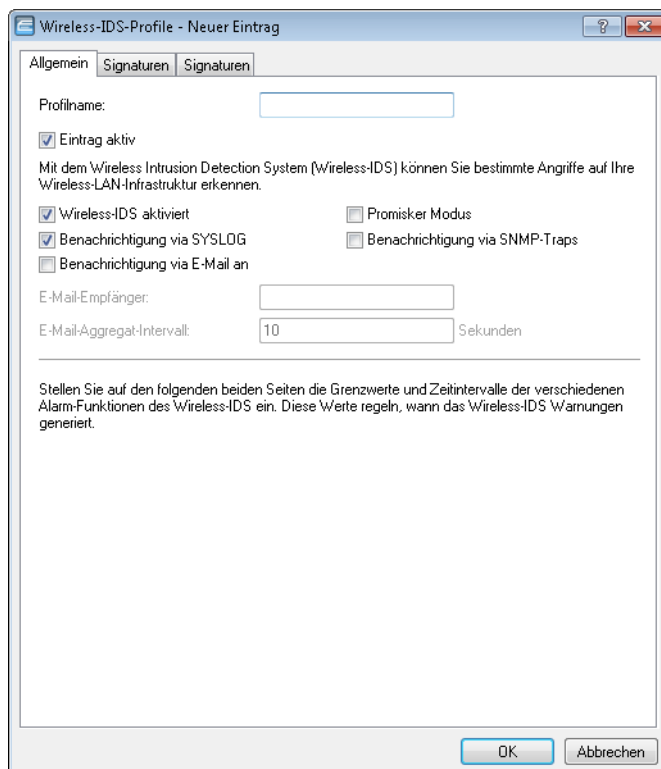 Wireless-IDS-Profile - Neuer Eintrag
?
Allgemein Signaturen Signaturen
Profilname:
Eintrag aktiv
Mit dem Wireless Intrusion Detection System (Wireless-IDS) können Sie bestimmte Angriffe auf Ihre
Wireless-LAN-Infrastruktur erkennen.
Wireless-IDS aktiviert Promisker Modus
Benachrichtigung via SYSLOG Benachrichtigung via SNMP-Traps
Benachrichtigung via E-Mail an
E-Mail-Empfänger:
E-Mail-Aggregat-Intervall: 10 Sekunden
Stellen Sie auf den folgenden beiden Seiten die Grenzwerte und Zeitintervalle der verschiedenen
Alarm-Funktionen des Wireless-IDS ein. Diese Werte regeln, wann das Wireless-IDS Warnungen
generiert.
OK Abbrechen